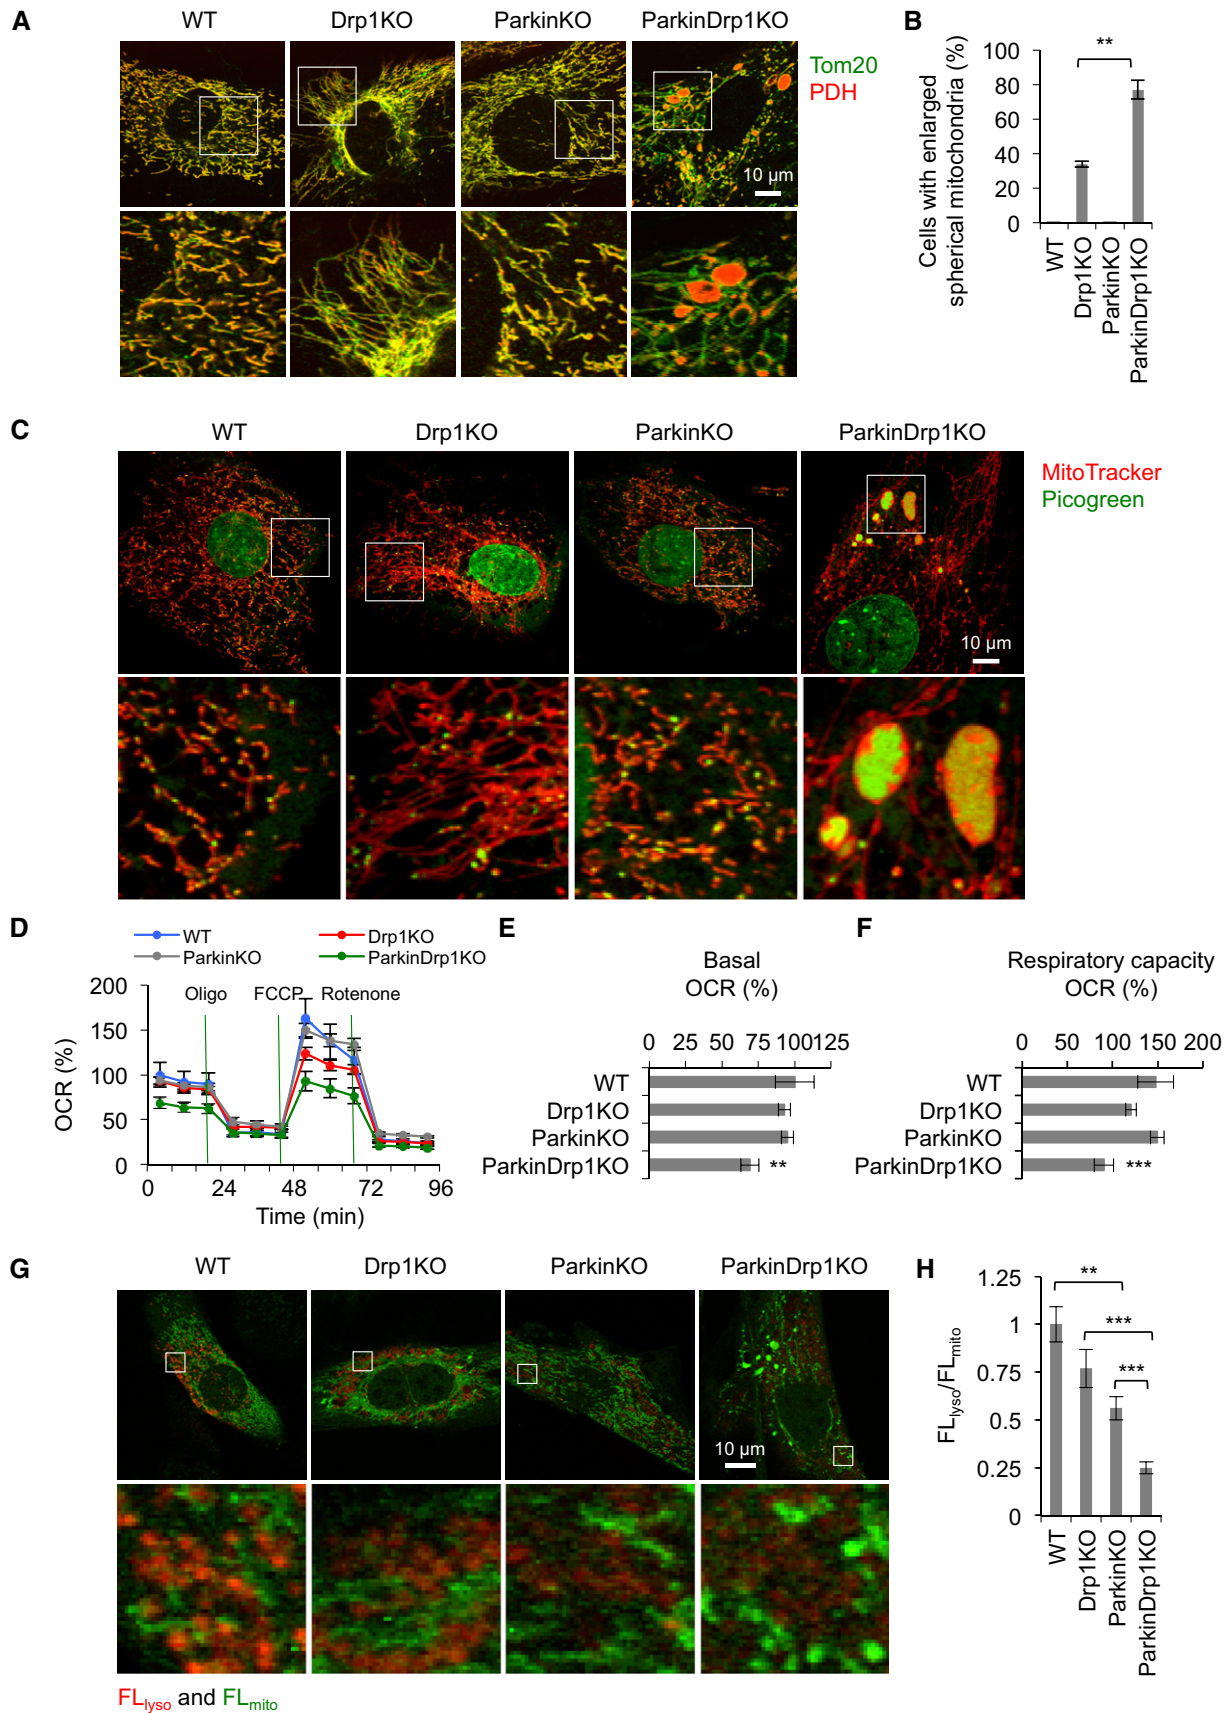 A
WT Drp1KO ParkinKO ParkinDrp1KO
Tom20
PDH
10 µm
B
Cells with enlarged
spherical mitochondria (%)
100
80
60
40
20
0
**
WT
Drp1KO
ParkinKO
ParkinDrp1KO
C
WT Drp1KO ParkinKO ParkinDrp1KO
MitoTracker
Picogreen
10 µm
D
WT Drp1KO
ParkinKO ParkinDrp1KO
OCR (%)
200
150
100
50
0
Oligo FCCP Rotenone
0 24 48 72 96
Time (min)
E
Basal
OCR (%)
0 25 50 75 100 125
WT
Drp1KO
ParkinKO
ParkinDrp1KO **
F
Respiratory capacity
OCR (%)
0 50 100 150 200
WT
Drp1KO
ParkinKO
ParkinDrp1KO ***
G
WT Drp1KO ParkinKO ParkinDrp1KO
10 µm
FLlyso and FLmito
H
FLlyso/FLmito
1.25
1
0.75
0.5
0.25
0
**
***
***
WT
Drp1KO
ParkinKO
ParkinDrp1KO